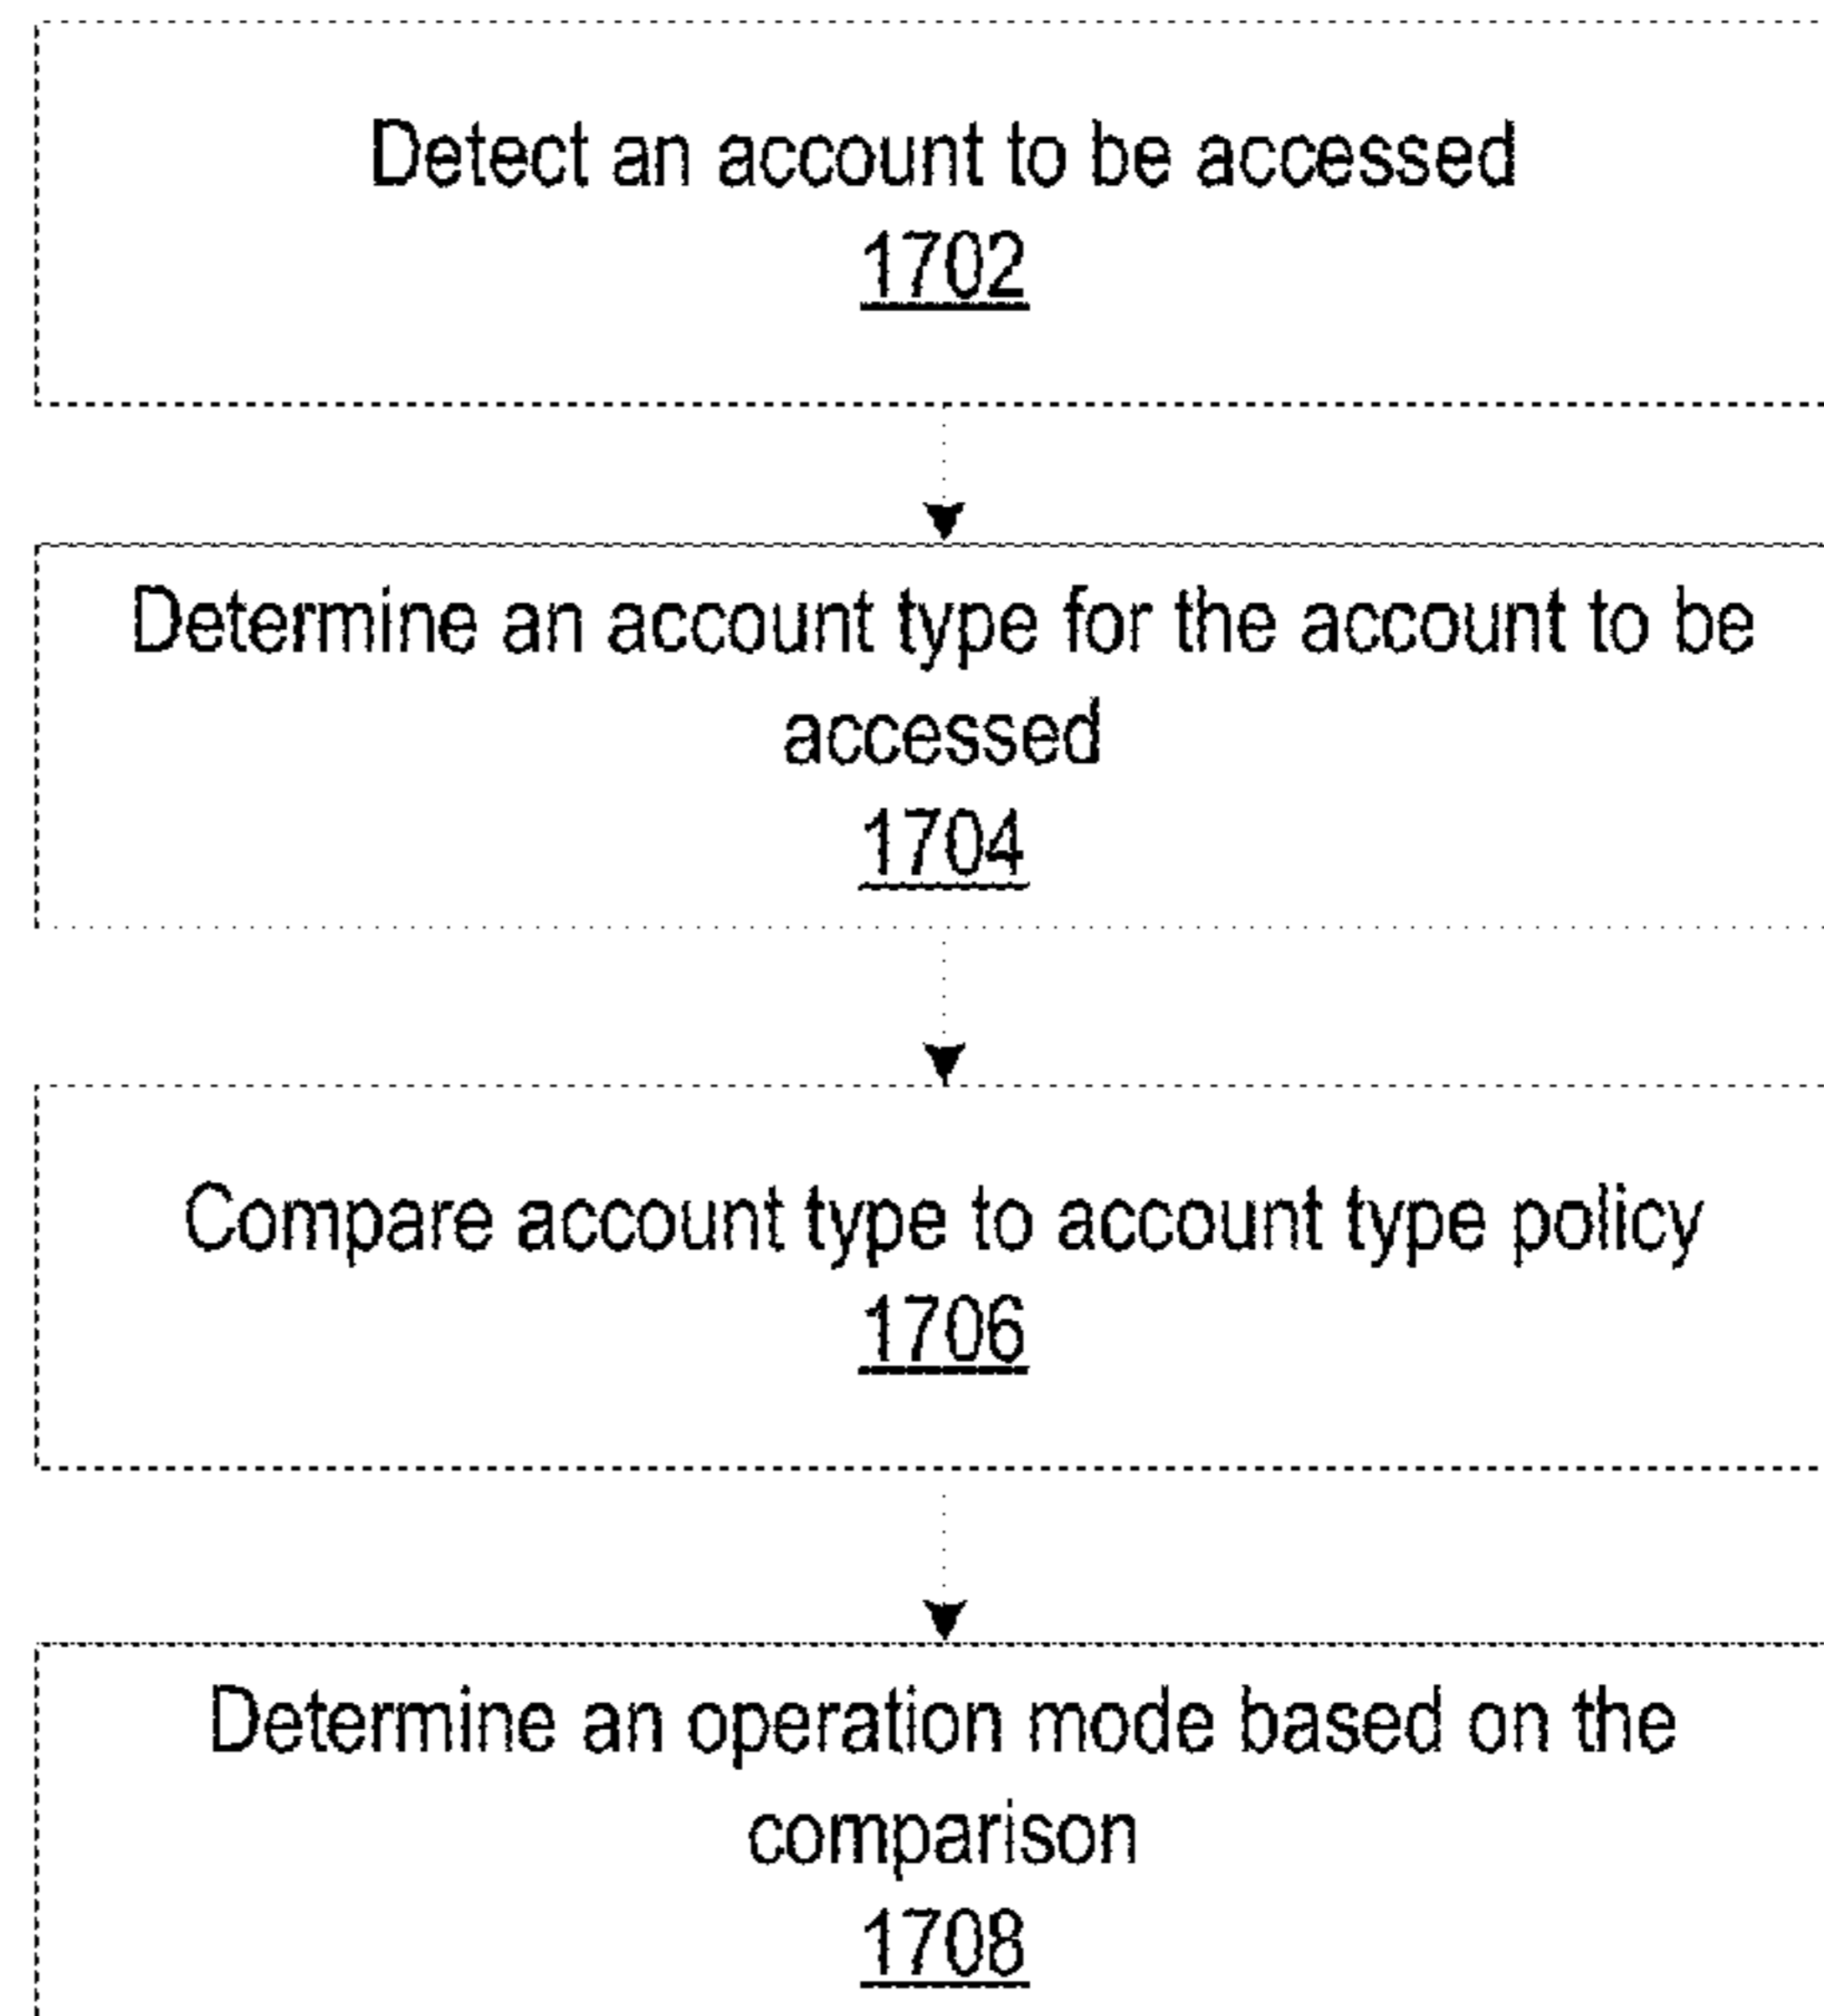 Detect an account to be accessed
1702
Determine an account type for the account to be
accessed
1704
Compare account type to account type policy
1706
Determine an operation mode based on the
comparison
1708